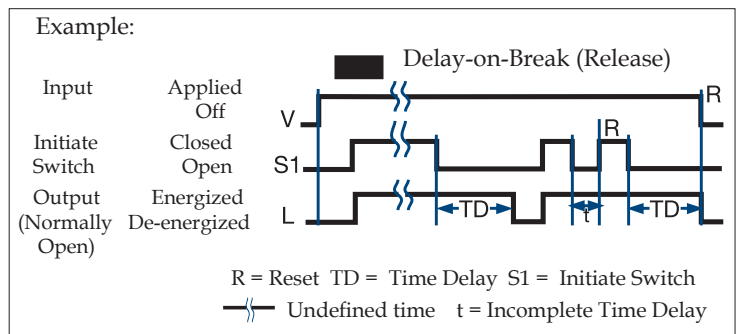 Example:
Delay-on-Break (Release)
Input Applied
Off
V
R
Initiate Closed
Switch Open
S1
R
Output Energized
(Normally De-energized
Open)
L
TD
t
TD
R = Reset TD = Time Delay S1 = Initiate Switch
Undefined time t = Incomplete Time Delay